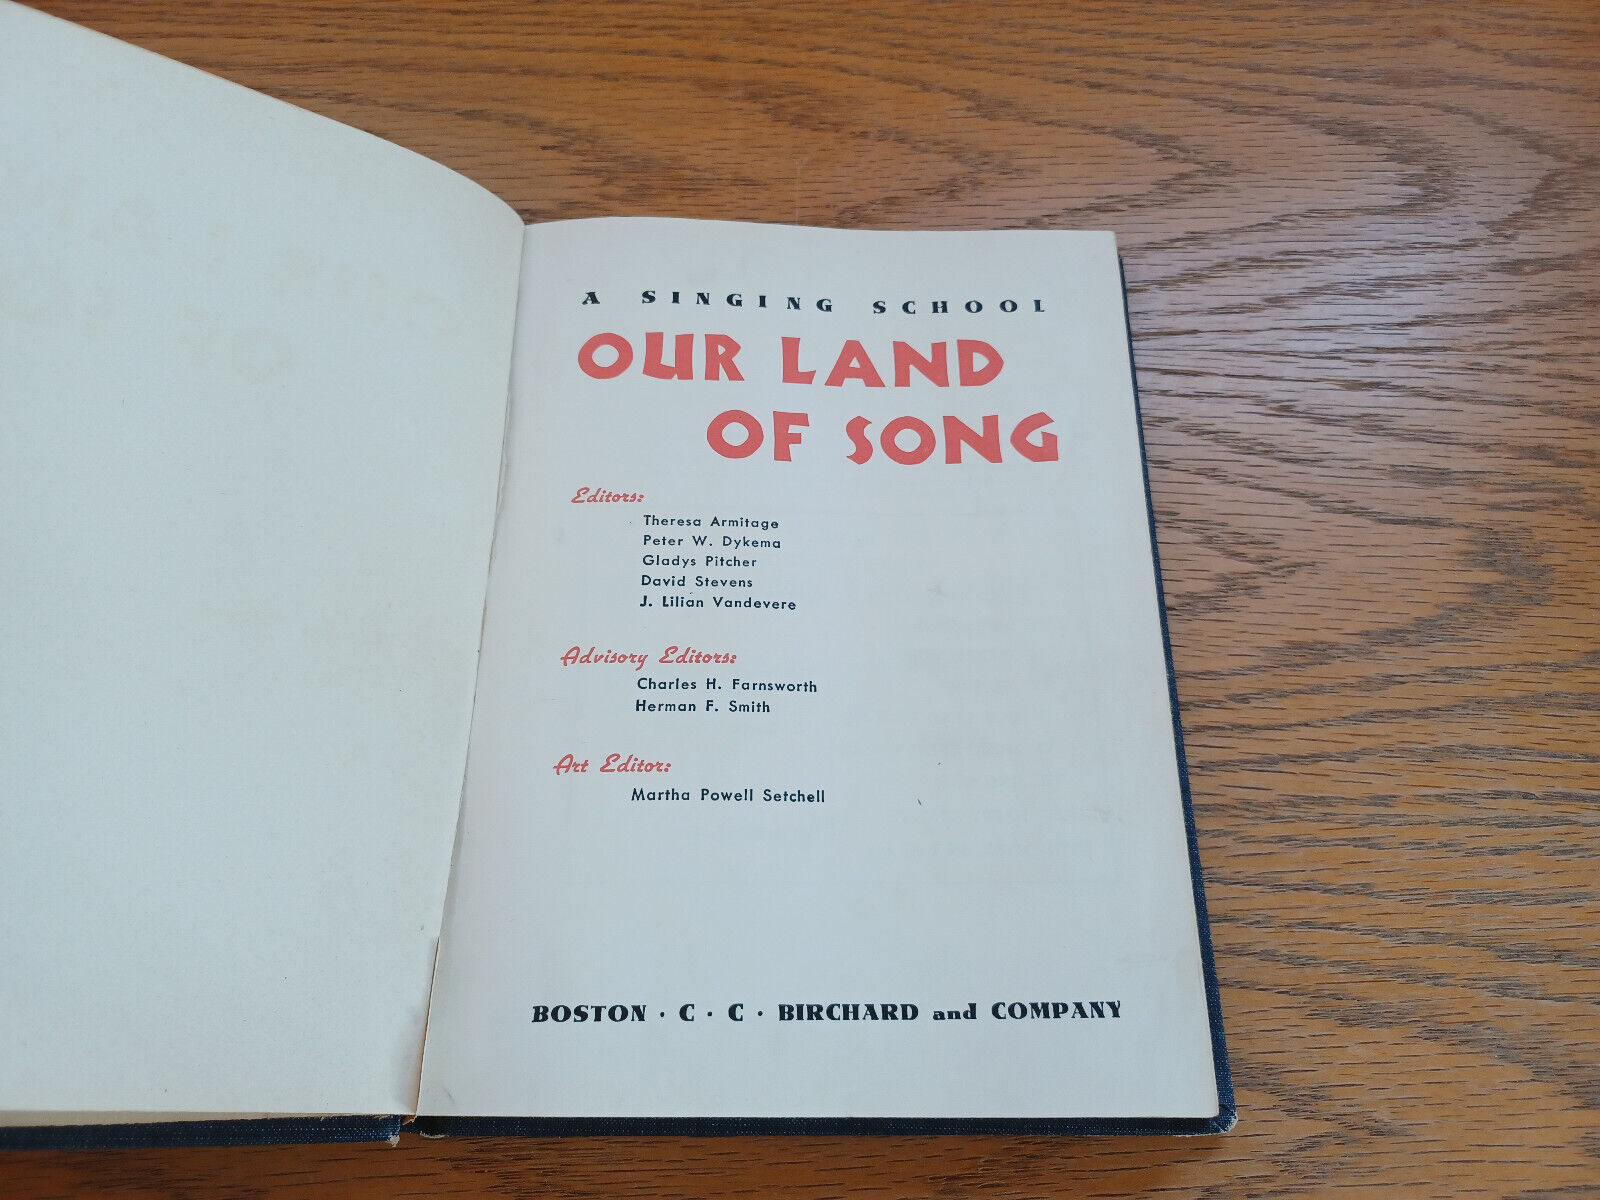 A SINGING SCHOOL
OUR LAND
OF SONG
Editors:
Theresa Armitage
Peter W. Dykema
Gladys Pitcher
David Stevens
J. Lilian Vandevere
Advisory Editors:
Charles H. Farnsworth
Herman F. Smith
Art Editor:
Martha Powell Setchell
BOSTON · C · C · BIRCHARD and COMPANY